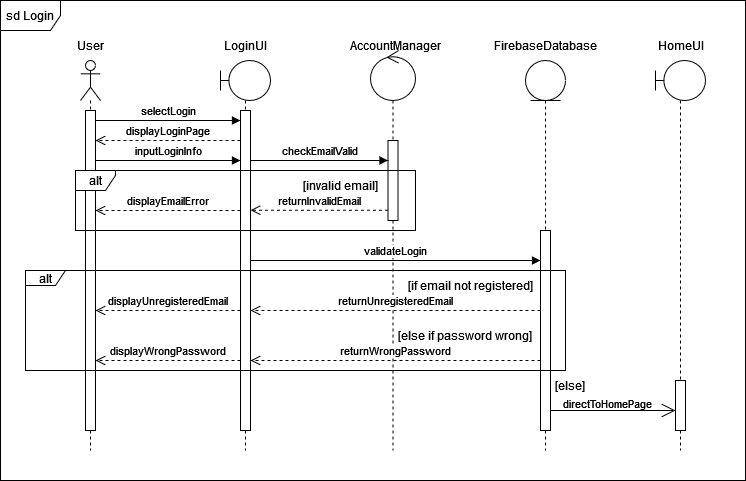 sd Login
User
LoginUI
AccountManager
FirebaseDatabase
HomeUI
selectLogin
displayLoginPage
inputLoginInfo
checkEmailValid
alt
[invalid email]
displayEmailError
returnInvalidEmail
validateLogin
alt
[if email not registered]
displayUnregisteredEmail
returnUnregisteredEmail
[else if password wrong]
displayWrongPassword
returnWrongPassword
[else]
directToHomePage